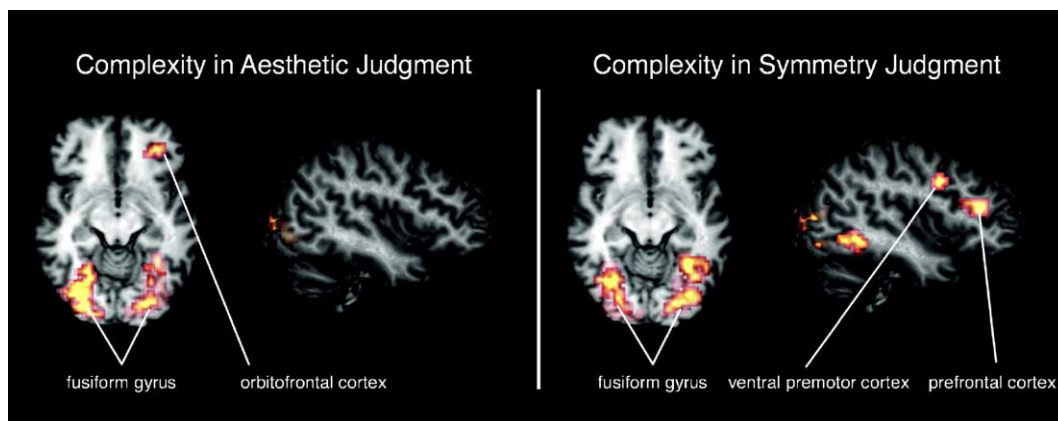 Complexity in Aesthetic Judgment
fusiform gyrus
orbitofrontal cortex
Complexity in Symmetry Judgment
fusiform gyrus
ventral premotor cortex
prefrontal cortex